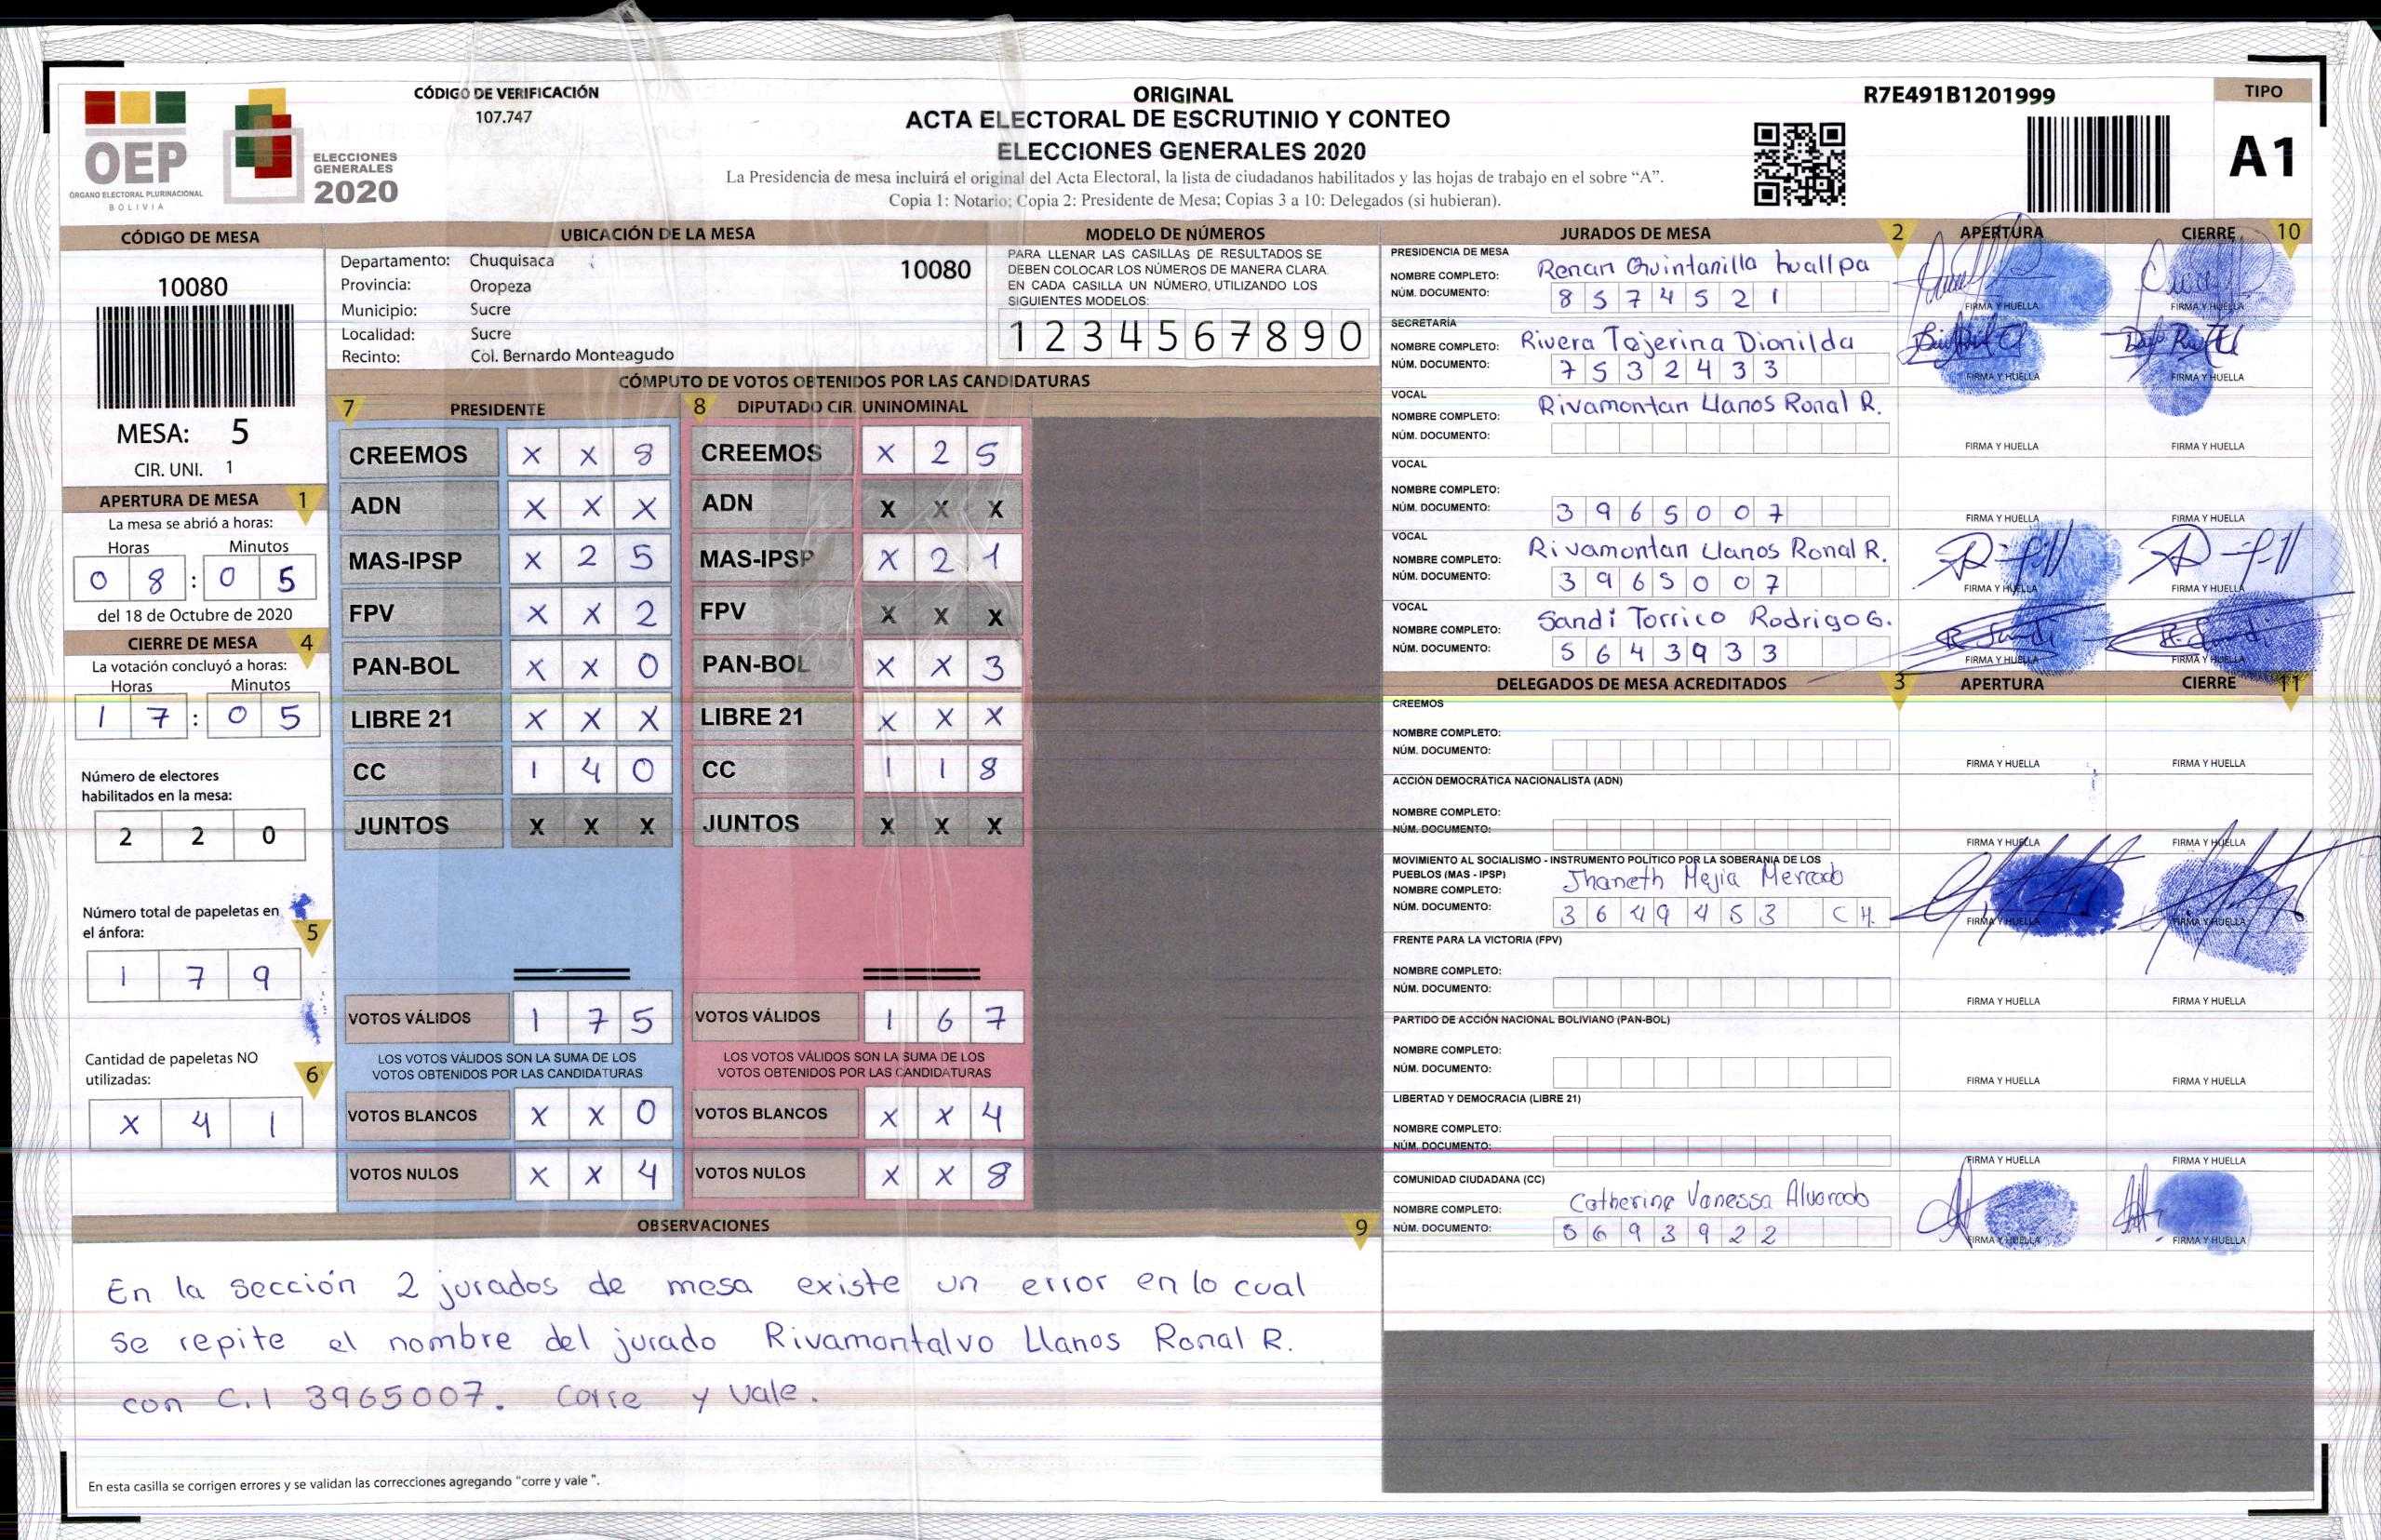 OEP
ÓRGANO ELECTORAL PLURINACIONAL
BOLIVIA
ELECCIONES
GENERALES
2020
CÓDIGO DE VERIFICACIÓN
107.747
ORIGINAL
ACTA ELECTORAL DE ESCRUTINIO Y CONTEO
ELECCIONES GENERALES 2020
La Presidencia de mesa incluirá el original del Acta Electoral, la lista de ciudadanos habilitados y las hojas de trabajo en el sobre “A”.
Copia 1: Notario; Copia 2: Presidente de Mesa; Copias 3 a 10: Delegados (si hubieran).
R7E491B1201999
TIPO
A1
CÓDIGO DE MESA
10080
MESA: 5
CIR. UNI. 1
APERTURA DE MESA 1
La mesa se abrió a horas:
Horas Minutos
0 8 : 0 5
del 18 de Octubre de 2020
CIERRE DE MESA 4
La votación concluyó a horas:
Horas Minutos
1 7 : 0 5
Número de electores
habilitados en la mesa:
2 2 0
Número total de papeletas en
el ánfora: 5
1 7 9
Cantidad de papeletas NO
utilizadas: 6
X 4 1
UBICACIÓN DE LA MESA
Departamento: Chuquisaca 10080
Provincia: Oropeza
Municipio: Sucre
Localidad: Sucre
Recinto: Col. Bernardo Monteagudo
MODELO DE NÚMEROS
PARA LLENAR LAS CASILLAS DE RESULTADOS SE
DEBEN COLOCAR LOS NÚMEROS DE MANERA CLARA.
EN CADA CASILLA UN NÚMERO, UTILIZANDO LOS
SIGUIENTES MODELOS:
1 2 3 4 5 6 7 8 9 0
CÓMPUTO DE VOTOS OBTENIDOS POR LAS CANDIDATURAS
7 PRESIDENTE
CREEMOS X X 8
ADN X X X
MAS-IPSP X 2 5
FPV X X 2
PAN-BOL X X 0
LIBRE 21 X X X
CC 1 4 0
JUNTOS X X X
VOTOS VÁLIDOS 1 7 5
LOS VOTOS VÁLIDOS SON LA SUMA DE LOS
VOTOS OBTENIDOS POR LAS CANDIDATURAS
VOTOS BLANCOS X X 0
VOTOS NULOS X X 4
8 DIPUTADO CIR. UNINOMINAL
CREEMOS X 2 5
ADN X X X
MAS-IPSP X 2 1
FPV X X X
PAN-BOL X X 3
LIBRE 21 X X X
CC 1 1 8
JUNTOS X X X
VOTOS VÁLIDOS 1 6 7
LOS VOTOS VÁLIDOS SON LA SUMA DE LOS
VOTOS OBTENIDOS POR LAS CANDIDATURAS
VOTOS BLANCOS X X 4
VOTOS NULOS X X 8
OBSERVACIONES 9
En la sección 2 jurados de mesa existe un error en lo cual
se repite el nombre del jurado Rivamontalvo Llanos Ronal R.
con C.I 3965007. Corre y vale.
En esta casilla se corrigen errores y se validan las correcciones agregando “corre y vale ”.
JURADOS DE MESA 2 APERTURA CIERRE 10
PRESIDENCIA DE MESA
NOMBRE COMPLETO: Renan Quintanilla huallpa
NÚM. DOCUMENTO: 8 5 7 4 5 2 1
FIRMA Y HUELLA FIRMA Y HUELLA
SECRETARÍA
NOMBRE COMPLETO: Rivera Tejerina Dionilda
NÚM. DOCUMENTO: 7 5 3 2 4 3 3
FIRMA Y HUELLA FIRMA Y HUELLA
VOCAL
NOMBRE COMPLETO: Rivamontan Llanos Ronal R.
NÚM. DOCUMENTO:
FIRMA Y HUELLA FIRMA Y HUELLA
VOCAL
NOMBRE COMPLETO:
NÚM. DOCUMENTO: 3 9 6 5 0 0 7
FIRMA Y HUELLA FIRMA Y HUELLA
VOCAL
NOMBRE COMPLETO: Rivamontan Llanos Ronal R.
NÚM. DOCUMENTO: 3 9 6 5 0 0 7
FIRMA Y HUELLA FIRMA Y HUELLA
VOCAL
NOMBRE COMPLETO: Sandi Torrico Rodrigo G.
NÚM. DOCUMENTO: 5 6 4 3 9 3 3
R. Sandi R. Sandi
FIRMA Y HUELLA FIRMA Y HUELLA
DELEGADOS DE MESA ACREDITADOS 3 APERTURA CIERRE 11
CREEMOS
NOMBRE COMPLETO:
NÚM. DOCUMENTO:
FIRMA Y HUELLA FIRMA Y HUELLA
ACCIÓN DEMOCRÁTICA NACIONALISTA (ADN)
NOMBRE COMPLETO:
NÚM. DOCUMENTO:
FIRMA Y HUELLA FIRMA Y HUELLA
MOVIMIENTO AL SOCIALISMO - INSTRUMENTO POLÍTICO POR LA SOBERANIA DE LOS
PUEBLOS (MAS - IPSP)
NOMBRE COMPLETO: Jhaneth Mejia Mercado
NÚM. DOCUMENTO: 3 6 4 9 4 5 3 C H.
FIRMA Y HUELLA FIRMA Y HUELLA
FRENTE PARA LA VICTORIA (FPV)
NOMBRE COMPLETO:
NÚM. DOCUMENTO:
FIRMA Y HUELLA FIRMA Y HUELLA
PARTIDO DE ACCIÓN NACIONAL BOLIVIANO (PAN-BOL)
NOMBRE COMPLETO:
NÚM. DOCUMENTO:
FIRMA Y HUELLA FIRMA Y HUELLA
LIBERTAD Y DEMOCRACIA (LIBRE 21)
NOMBRE COMPLETO:
NÚM. DOCUMENTO:
FIRMA Y HUELLA FIRMA Y HUELLA
COMUNIDAD CIUDADANA (CC)
NOMBRE COMPLETO: Catherine Vanessa Alvarado
NÚM. DOCUMENTO: 5 6 9 3 9 2 2
FIRMA Y HUELLA FIRMA Y HUELLA